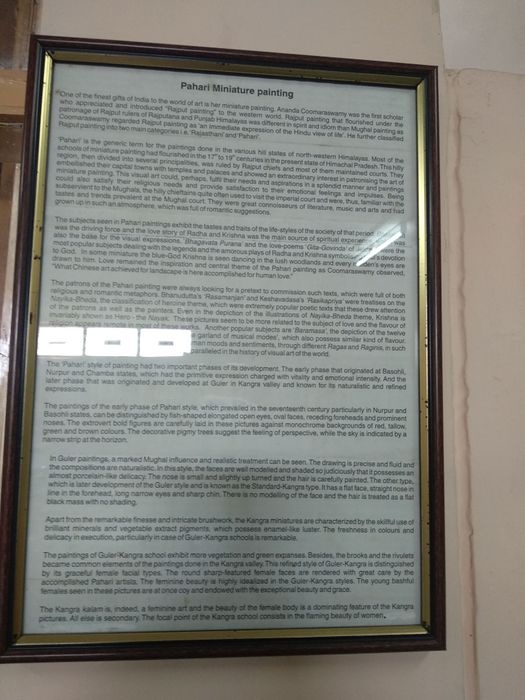 Pahari Miniature painting
"One of the finest gifts of India to the world of art is her miniature painting. Ananda Coomaraswamy was the first scholar
who appreciated and introduced "Rajput painting" to the western world. Rajput painting that flourished under the
patronage of Rajput rulers of Rajputana and Punjab Himalayas was different in spirit and idiom than Mughal painting as
Coomaraswamy regarded Rajput painting as 'an immediate expression of the Hindu view of life'. He further classified
Rajput painting into two main categories i.e. 'Rajasthani' and 'Pahari'.
'Pahari' is the generic term for the paintings done in the various hill states of north-western Himalayas. Most of the
schools of miniature painting had flourished in the 17th to 19th centuries in the present state of Himachal Pradesh. This hilly
region, then divided into several principalities, was ruled by Rajput chiefs and most of them maintained courts. They
embellished their capital towns with temples and palaces and showed an extraordinary interest in patronising the art of
miniature painting. This visual art could, perhaps, fulfil their needs and aspirations in a splendid manner and paintings
could also satisfy their religious needs and provide satisfaction to their emotional feelings and impulses. Being
subservient to the Mughals, the hilly chieftains quite often used to visit the imperial court and were, thus, familiar with the
tastes and trends prevalent at the Mughal court. They were great connoisseurs of literature, music and arts and had
grown up in such an atmosphere, which was full of romantic suggestions.
The subjects seen in Pahari paintings exhibit the tastes and traits of the life-styles of the society of that period.
was the driving force and the love story of Radha and Krishna was the main source of spiritual experience was
also the base for the visual expressions. 'Bhagavata Purana' and the love-poems 'Gita-Govinda' of were the
most popular subjects dealing with the legends and the amorous plays of Radha and Krishna devotion
to God. In some miniature the blue-God Krishna is seen dancing in the lush woodlands and every eyes are
drawn to him. Love remained the inspiration and central theme of the Pahari painting as Coomaraswamy observed,
"What Chinese art achieved for landscape is here accomplished for human love."
The patrons of the Pahari painting were always looking for a pretext to commission such texts, which were full of both
religious and romantic metaphors. Bhanudutta's 'Rasamanjari' and Keshavadasa's 'Rasikapriya' were treatises on the
Nayika-Bheda, the classification of heroine theme, which were extremely popular poetic texts that these drew attention
of the patrons as well as the painters. Even in the depiction of the illustrations of Nayika-Bheda theme, Krishna is
invariably shown as Hero - the Nayak. These pictures seem to be more related to the subject of love and the flavour of
religion appears remote in most of these works. Another popular subjects are 'Baramasa', the depiction of the twelve
a garland of musical modes', which also possess similar kind of flavour.
man moods and sentiments, through different Ragas and Raginis, in such
paralleled in the history of visual art of the world.
The 'Pahari' style of painting had two important phases of its development. The early phase that originated at Basohli,
Nurpur and Chamba states, which had the primitive expression charged with vitality and emotional intensity. And the
later phase that was originated and developed at Guler in Kangra valley and known for its naturalistic and refined
expressions.
The paintings of the early phase of Pahari style, which prevailed in the seventeenth century particularly in Nurpur and
Basohli states, can be distinguished by fish-shaped elongated open eyes, oval faces, receding foreheads and prominent
noses. The extrovert bold figures are carefully laid in these pictures against monochrome backgrounds of red, tallow,
green and brown colours. The decorative pigmy trees suggest the feeling of perspective, while the sky is indicated by a
narrow strip at the horizon.
In Guler paintings, a marked Mughal influence and realistic treatment can be seen. The drawing is precise and fluid and
the compositions are naturalistic. In this style, the faces are well modelled and shaded so judiciously that it possesses an
almost porcelain-like delicacy. The nose is small and slightly up turned and the hair is carefully painted. The other type,
which is later development of the Guler style and is known as the Standard-Kangra type. It has a flat face, straight nose in
line in the forehead, long narrow eyes and sharp chin. There is no modelling of the face and the hair is treated as a flat
black mass with no shading.
Apart from the remarkable finesse and intricate brushwork, the Kangra miniatures are characterized by the skillful use of
brilliant minerals and vegetable extract pigments, which possess enamel-like luster. The freshness in colours and
delicacy in execution, particularly in case of Guler-Kangra schools is remarkable.
The paintings of Guler-Kangra school exhibit more vegetation and green expanses. Besides, the brooks and the rivulets
became common elements of the paintings done in the Kangra valley. This refined style of Guler-Kangra is distinguished
by its graceful female facial types. The round sharp-featured female faces are rendered with great care by the
accomplished Pahari artists. The feminine beauty is highly idealized in the Guler-Kangra styles. The young bashful
females seen in these pictures are at once coy and endowed with the exceptional beauty and grace.
The Kangra kalam is, indeed, a feminine art and the beauty of the female body is a dominating feature of the Kangra
pictures. All else is secondary. The focal point of the Kangra school consists in the flaming beauty of women.